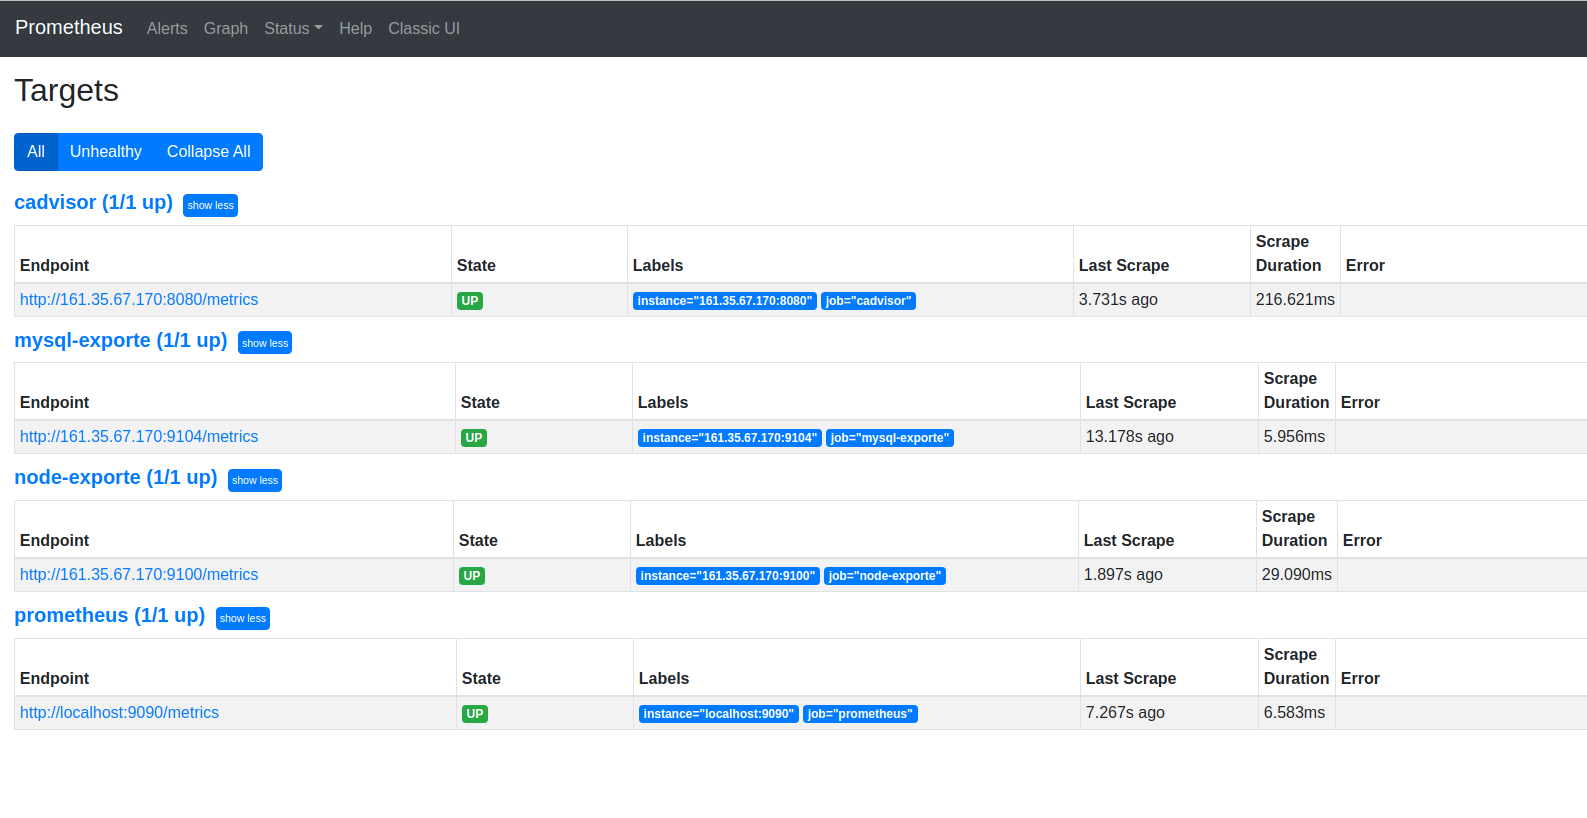 Prometheus Alerts Graph Status Help Classic UI
Targets
All Unhealthy Collapse All
cadvisor (1/1 up) show less
Endpoint State Labels Last Scrape Scrape Duration Error
http://161.35.67.170:8080/metrics UP instance="161.35.67.170:8080" job="cadvisor" 3.731s ago 216.621ms
mysql-exporte (1/1 up) show less
Endpoint State Labels Last Scrape Scrape Duration Error
http://161.35.67.170:9104/metrics UP instance="161.35.67.170:9104" job="mysql-exporte" 13.178s ago 5.956ms
node-exporte (1/1 up) show less
Endpoint State Labels Last Scrape Scrape Duration Error
http://161.35.67.170:9100/metrics UP instance="161.35.67.170:9100" job="node-exporte" 1.897s ago 29.090ms
prometheus (1/1 up) show less
Endpoint State Labels Last Scrape Scrape Duration Error
http://localhost:9090/metrics UP instance="localhost:9090" job="prometheus" 7.267s ago 6.583ms